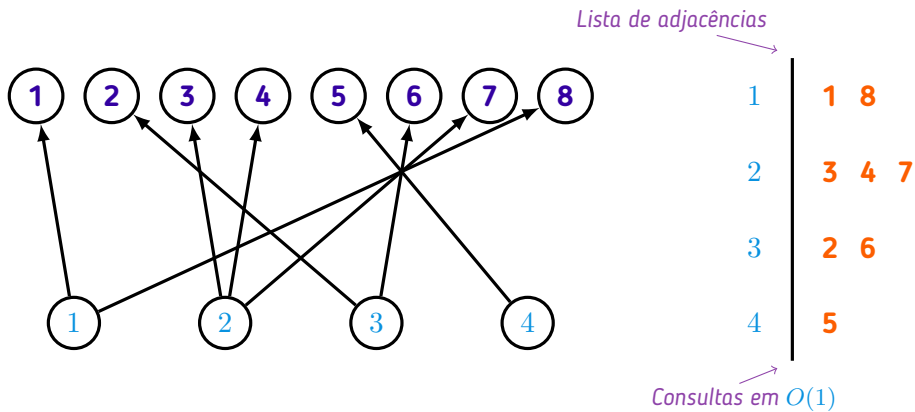 Lista de adjacências
1 2 3 4 5 6 7 8
1 1 8
2 3 4 7
3 2 6
1 2 3 4
4 5
Consultas em O(1)